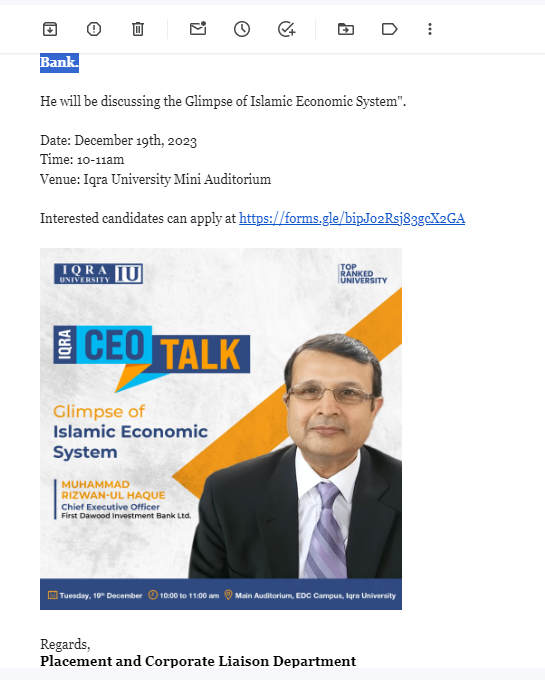 Bank.
He will be discussing the Glimpse of Islamic Economic System".
Date: December 19th, 2023
Time: 10-11am
Venue: Iqra University Mini Auditorium
Interested candidates can apply at https://forms.gle/bipJo2Rsj83gcX2GA
IQRA
UNIVERSITY IU
TOP
RANKED
UNIVERSITY
IQRA CEO TALK
Glimpse of
Islamic Economic
System
MUHAMMAD
RIZWAN-UL HAQUE
Chief Executive Officer
First Dawood Investment Bank Ltd.
Tuesday, 19th December 10:00 to 11:00 am Main Auditorium, EDC Campus, Iqra University
Regards,
Placement and Corporate Liaison Department